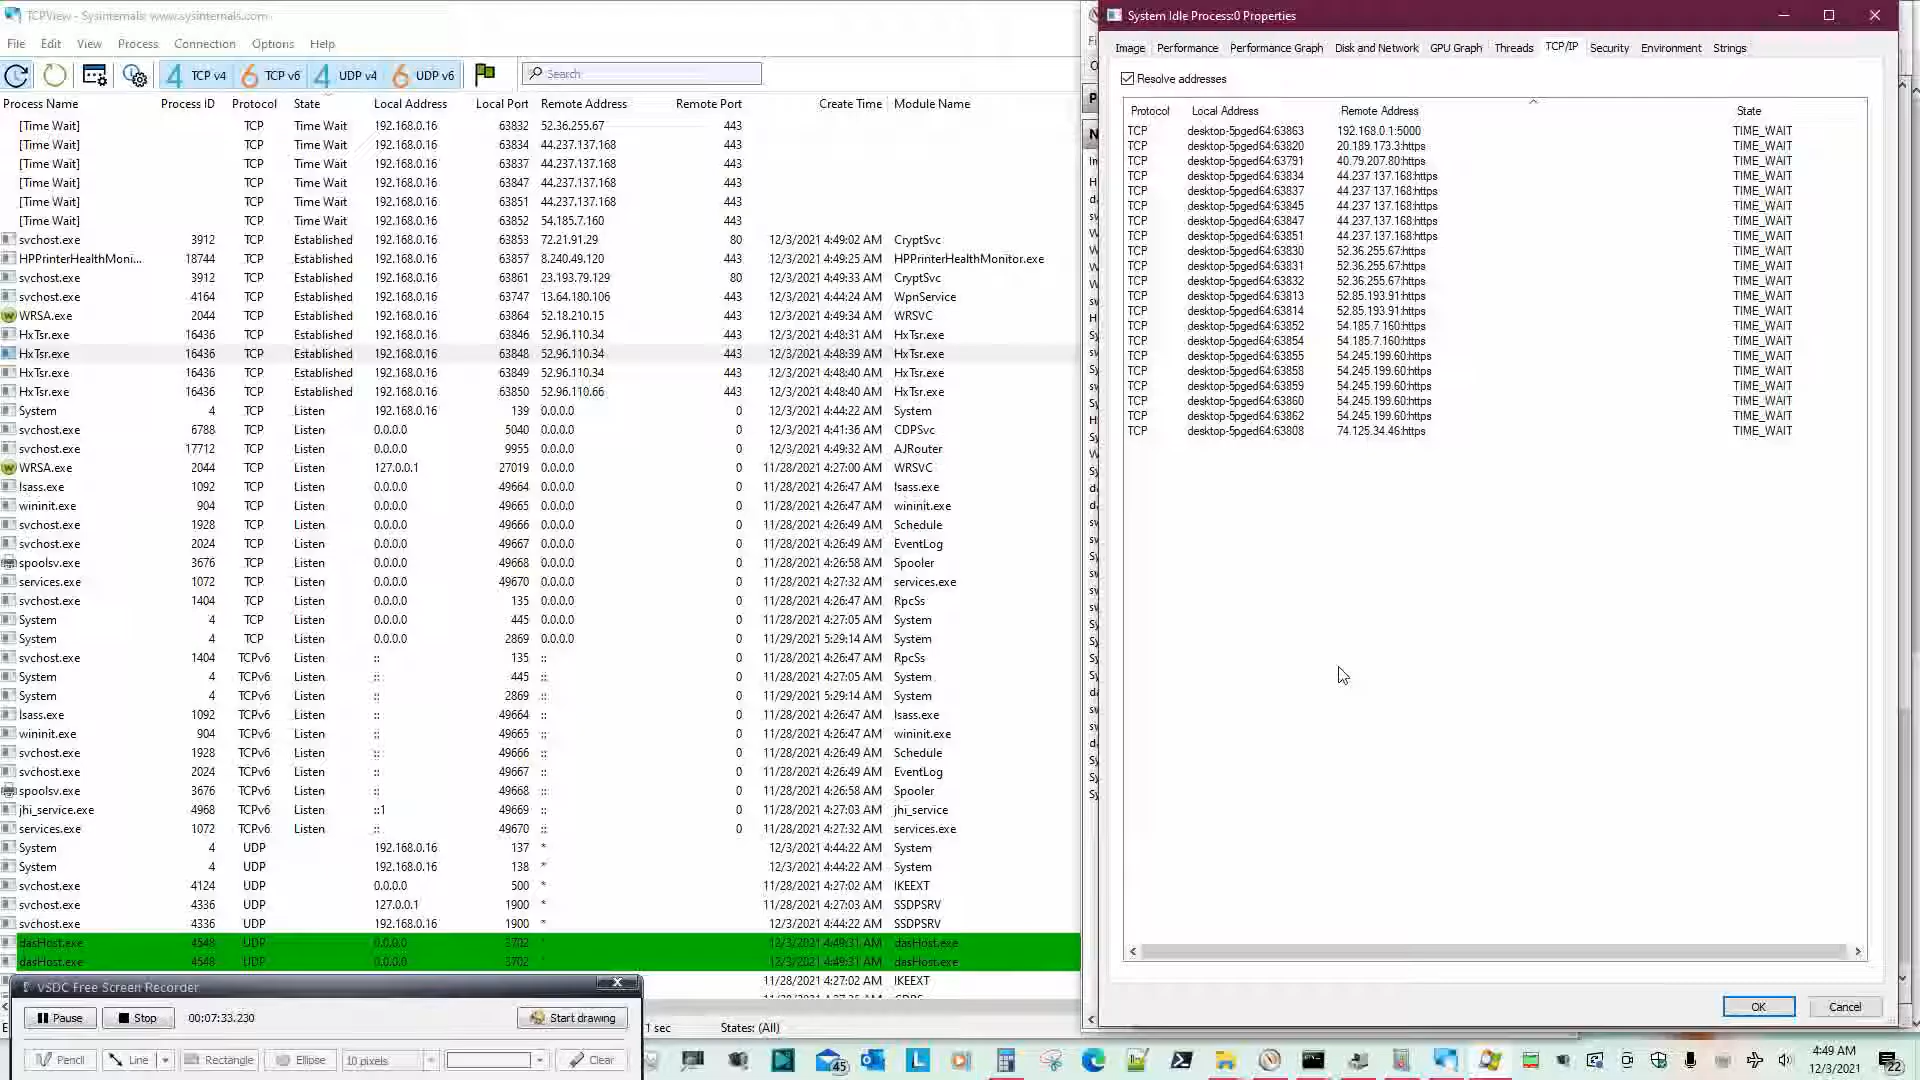 TCPView - Sysinternals: www.sysinternals.com
File Edit View Process Connection Options Help
4 TCP v4 6 TCP v6 4 UDP v4 6 UDP v6 Search
Process Name Process ID Protocol State Local Address Local Port Remote Address Remote Port Create Time Module Name
[Time Wait] TCP Time Wait 192.168.0.16 63832 52.36.255.67 443
[Time Wait] TCP Time Wait 192.168.0.16 63834 44.237.137.168 443
[Time Wait] TCP Time Wait 192.168.0.16 63837 44.237.137.168 443
[Time Wait] TCP Time Wait 192.168.0.16 63847 44.237.137.168 443
[Time Wait] TCP Time Wait 192.168.0.16 63851 44.237.137.168 443
[Time Wait] TCP Time Wait 192.168.0.16 63852 54.185.7.160 443
svchost.exe 3912 TCP Established 192.168.0.16 63853 72.21.91.29 80 12/3/2021 4:49:02 AM CryptSvc
HPPrinterHealthMoni... 18744 TCP Established 192.168.0.16 63857 8.240.49.120 443 12/3/2021 4:49:25 AM HPPrinterHealthMonitor.exe
svchost.exe 3912 TCP Established 192.168.0.16 63861 23.193.79.129 80 12/3/2021 4:49:33 AM CryptSvc
svchost.exe 4164 TCP Established 192.168.0.16 63747 13.64.180.106 443 12/3/2021 4:44:24 AM WpnService
WRSA.exe 2044 TCP Established 192.168.0.16 63864 52.18.210.15 443 12/3/2021 4:49:34 AM WRSVC
HxTsr.exe 16436 TCP Established 192.168.0.16 63846 52.96.110.34 443 12/3/2021 4:48:31 AM HxTsr.exe
HxTsr.exe 16436 TCP Established 192.168.0.16 63848 52.96.110.34 443 12/3/2021 4:48:39 AM HxTsr.exe
HxTsr.exe 16436 TCP Established 192.168.0.16 63849 52.96.110.34 443 12/3/2021 4:48:40 AM HxTsr.exe
HxTsr.exe 16436 TCP Established 192.168.0.16 63850 52.96.110.66 443 12/3/2021 4:48:40 AM HxTsr.exe
System 4 TCP Listen 192.168.0.16 139 0.0.0.0 0 12/3/2021 4:44:22 AM System
svchost.exe 6788 TCP Listen 0.0.0.0 5040 0.0.0.0 0 12/3/2021 4:41:36 AM CDPSvc
svchost.exe 17712 TCP Listen 0.0.0.0 9955 0.0.0.0 0 12/3/2021 4:49:32 AM AJRouter
WRSA.exe 2044 TCP Listen 127.0.0.1 27019 0.0.0.0 0 11/28/2021 4:27:00 AM WRSVC
lsass.exe 1092 TCP Listen 0.0.0.0 49664 0.0.0.0 0 11/28/2021 4:26:47 AM lsass.exe
wininit.exe 904 TCP Listen 0.0.0.0 49665 0.0.0.0 0 11/28/2021 4:26:47 AM wininit.exe
svchost.exe 1928 TCP Listen 0.0.0.0 49666 0.0.0.0 0 11/28/2021 4:26:49 AM Schedule
svchost.exe 2024 TCP Listen 0.0.0.0 49667 0.0.0.0 0 11/28/2021 4:26:49 AM EventLog
spoolsv.exe 3676 TCP Listen 0.0.0.0 49668 0.0.0.0 0 11/28/2021 4:26:58 AM Spooler
services.exe 1072 TCP Listen 0.0.0.0 49670 0.0.0.0 0 11/28/2021 4:27:32 AM services.exe
svchost.exe 1404 TCP Listen 0.0.0.0 135 0.0.0.0 0 11/28/2021 4:26:47 AM RpcSs
System 4 TCP Listen 0.0.0.0 445 0.0.0.0 0 11/28/2021 4:27:05 AM System
System 4 TCP Listen 0.0.0.0 2869 0.0.0.0 0 11/29/2021 5:29:14 AM System
svchost.exe 1404 TCPv6 Listen :: 135 :: 0 11/28/2021 4:26:47 AM RpcSs
System 4 TCPv6 Listen :: 445 :: 0 11/28/2021 4:27:05 AM System
System 4 TCPv6 Listen :: 2869 :: 0 11/29/2021 5:29:14 AM System
lsass.exe 1092 TCPv6 Listen :: 49664 :: 0 11/28/2021 4:26:47 AM lsass.exe
wininit.exe 904 TCPv6 Listen :: 49665 :: 0 11/28/2021 4:26:47 AM wininit.exe
svchost.exe 1928 TCPv6 Listen :: 49666 :: 0 11/28/2021 4:26:49 AM Schedule
svchost.exe 2024 TCPv6 Listen :: 49667 :: 0 11/28/2021 4:26:49 AM EventLog
spoolsv.exe 3676 TCPv6 Listen :: 49668 :: 0 11/28/2021 4:26:58 AM Spooler
jhi_service.exe 4968 TCPv6 Listen ::1 49669 :: 0 11/28/2021 4:27:03 AM jhi_service
services.exe 1072 TCPv6 Listen :: 49670 :: 0 11/28/2021 4:27:32 AM services.exe
System 4 UDP 192.168.0.16 137 * 12/3/2021 4:44:22 AM System
System 4 UDP 192.168.0.16 138 * 12/3/2021 4:44:22 AM System
svchost.exe 4124 UDP 0.0.0.0 500 * 11/28/2021 4:27:02 AM IKEEXT
svchost.exe 4336 UDP 127.0.0.1 1900 * 11/28/2021 4:27:03 AM SSDPSRV
svchost.exe 4336 UDP 192.168.0.16 1900 * 12/3/2021 4:44:22 AM SSDPSRV
dasHost.exe 4548 UDP 0.0.0.0 3702 * 12/3/2021 4:49:31 AM dasHost.exe
dasHost.exe 4548 UDP 0.0.0.0 3702 * 12/3/2021 4:49:31 AM dasHost.exe
11/28/2021 4:27:02 AM IKEEXT
1 sec States: (All)
VSDC Free Screen Recorder
Pause Stop 00:07:33.230 Start drawing
Pencil Line Rectangle Ellipse 10 pixels Clear
System Idle Process:0 Properties
Image Performance Performance Graph Disk and Network GPU Graph Threads TCP/IP Security Environment Strings
Resolve addresses
Protocol Local Address Remote Address State
TCP desktop-5pged64:63863 192.168.0.1:5000 TIME_WAIT
TCP desktop-5pged64:63820 20.189.173.3:https TIME_WAIT
TCP desktop-5pged64:63791 40.79.207.80:https TIME_WAIT
TCP desktop-5pged64:63834 44.237.137.168:https TIME_WAIT
TCP desktop-5pged64:63837 44.237.137.168:https TIME_WAIT
TCP desktop-5pged64:63845 44.237.137.168:https TIME_WAIT
TCP desktop-5pged64:63847 44.237.137.168:https TIME_WAIT
TCP desktop-5pged64:63851 44.237.137.168:https TIME_WAIT
TCP desktop-5pged64:63830 52.36.255.67:https TIME_WAIT
TCP desktop-5pged64:63831 52.36.255.67:https TIME_WAIT
TCP desktop-5pged64:63832 52.36.255.67:https TIME_WAIT
TCP desktop-5pged64:63813 52.85.193.91:https TIME_WAIT
TCP desktop-5pged64:63814 52.85.193.91:https TIME_WAIT
TCP desktop-5pged64:63852 54.185.7.160:https TIME_WAIT
TCP desktop-5pged64:63854 54.185.7.160:https TIME_WAIT
TCP desktop-5pged64:63855 54.245.199.60:https TIME_WAIT
TCP desktop-5pged64:63858 54.245.199.60:https TIME_WAIT
TCP desktop-5pged64:63859 54.245.199.60:https TIME_WAIT
TCP desktop-5pged64:63860 54.245.199.60:https TIME_WAIT
TCP desktop-5pged64:63862 54.245.199.60:https TIME_WAIT
TCP desktop-5pged64:63808 74.125.34.46:https TIME_WAIT
OK Cancel
45
4:49 AM
12/3/2021
22